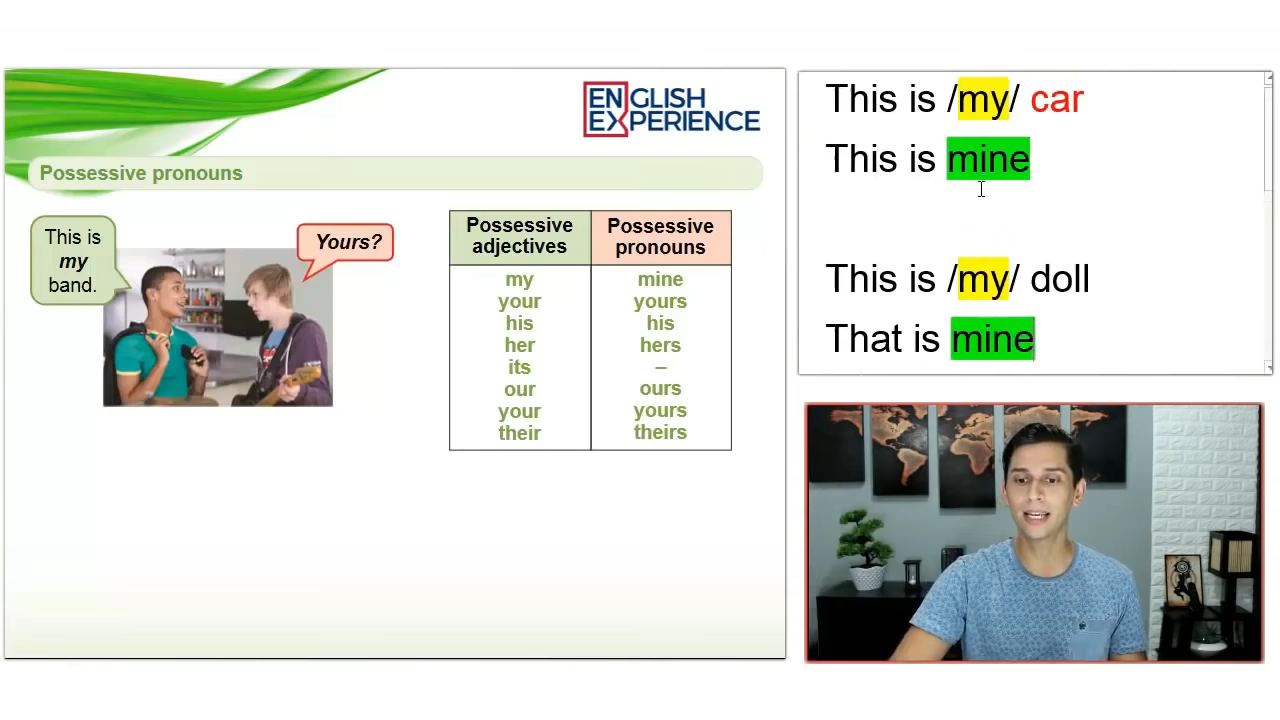 ENGLISH
EXPERIENCE
Possessive pronouns
This is
my
band.
Yours?
Possessive adjectives
Possessive pronouns
my mine
your yours
his his
her hers
its –
our ours
your yours
their theirs
This is /my/ car
This is mine
This is /my/ doll
That is mine